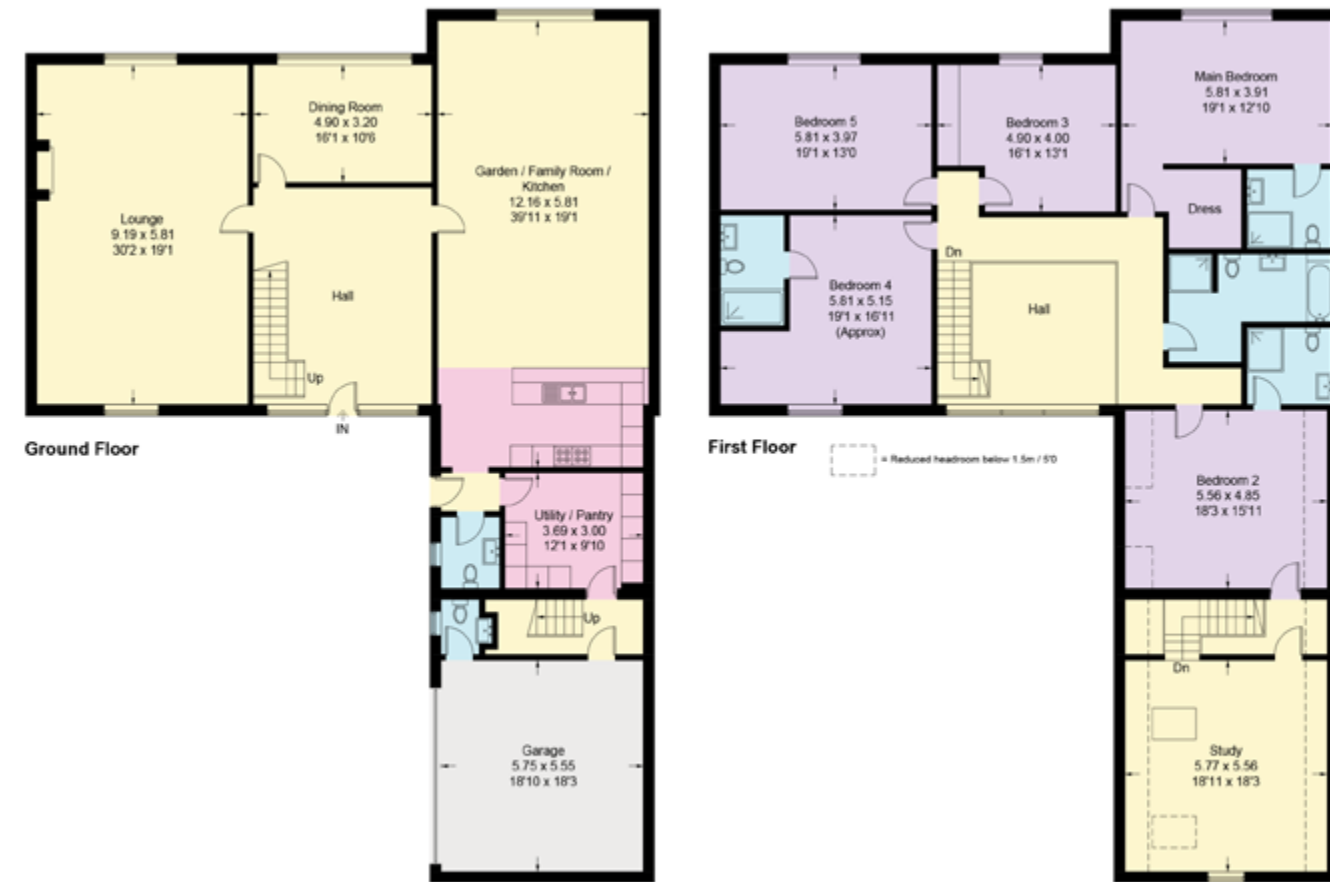 Dining Room
4.90 x 3.20
16'1 x 10'6
Garden / Family Room /
Kitchen
12.16 x 5.81
39'11 x 19'1
Lounge
9.19 x 5.81
30'2 x 19'1
Hall
Up
IN
Ground Floor
Utility / Pantry
3.69 x 3.00
12'1 x 9'10
Up
Garage
5.75 x 5.55
18'10 x 18'3
Main Bedroom
5.81 x 3.91
19'1 x 12'10
Bedroom 5
5.81 x 3.97
19'1 x 13'0
Bedroom 3
4.90 x 4.00
16'1 x 13'1
Dress
Dn
Bedroom 4
5.81 x 5.15
19'1 x 16'11
(Approx)
Hall
First Floor
= Reduced headroom below 1.5m / 5'0
Bedroom 2
5.56 x 4.85
18'3 x 15'11
Dn
Study
5.77 x 5.56
18'11 x 18'3